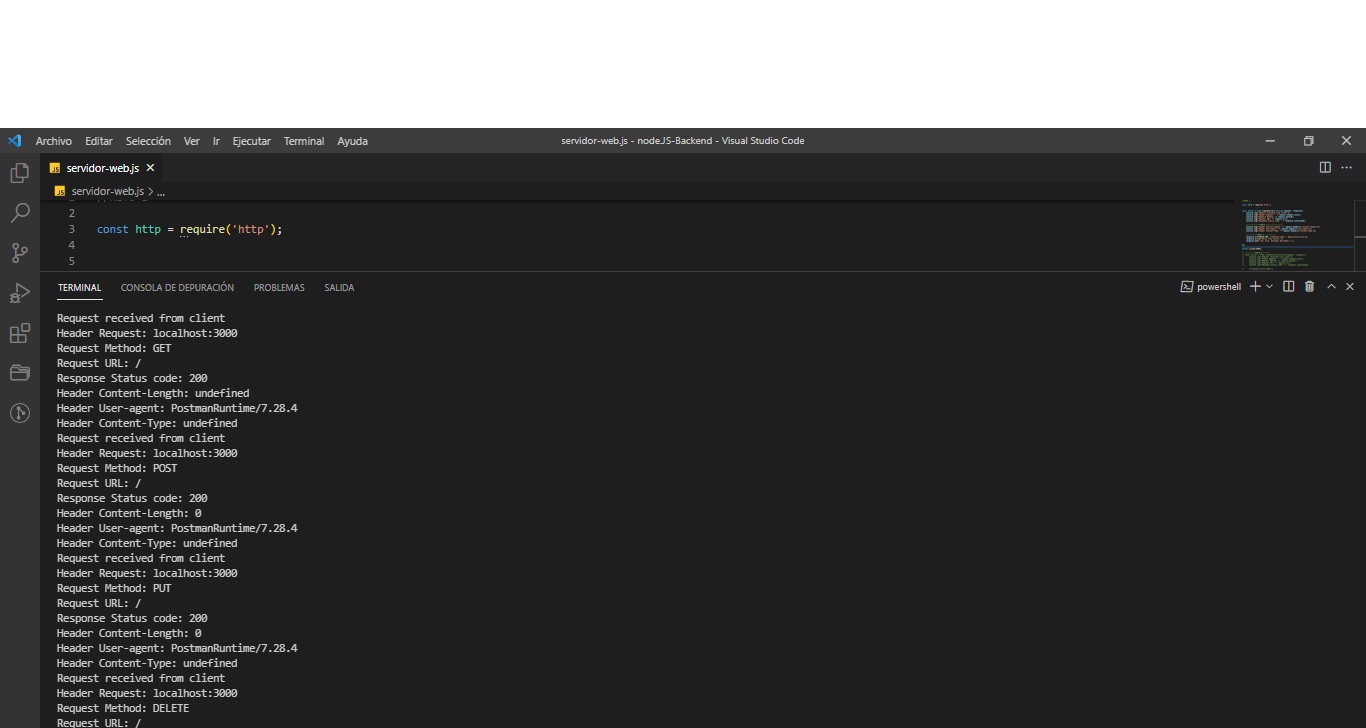 Archivo Editar Selección Ver Ir Ejecutar Terminal Ayuda servidor-web.js - nodeJS-Backend - Visual Studio Code
JS servidor-web.js
JS servidor-web.js > ...
2
3 const http = require('http');
4
5
TERMINAL CONSOLA DE DEPURACIÓN PROBLEMAS SALIDA powershell
Request received from client
Header Request: localhost:3000
Request Method: GET
Request URL: /
Response Status code: 200
Header Content-Length: undefined
Header User-agent: PostmanRuntime/7.28.4
Header Content-Type: undefined
Request received from client
Header Request: localhost:3000
Request Method: POST
Request URL: /
Response Status code: 200
Header Content-Length: 0
Header User-agent: PostmanRuntime/7.28.4
Header Content-Type: undefined
Request received from client
Header Request: localhost:3000
Request Method: PUT
Request URL: /
Response Status code: 200
Header Content-Length: 0
Header User-agent: PostmanRuntime/7.28.4
Header Content-Type: undefined
Request received from client
Header Request: localhost:3000
Request Method: DELETE
Request URL: /